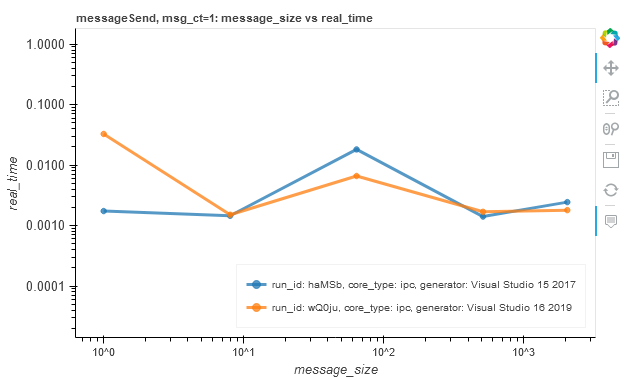 messageSend, msg_ct=1: message_size vs real_time
1.0000
0.1000
0.0100
0.0010
0.0001
real_time
run_id: haMSb, core_type: ipc, generator: Visual Studio 15 2017
run_id: wQ0ju, core_type: ipc, generator: Visual Studio 16 2019
10^0
10^1
10^2
10^3
message_size